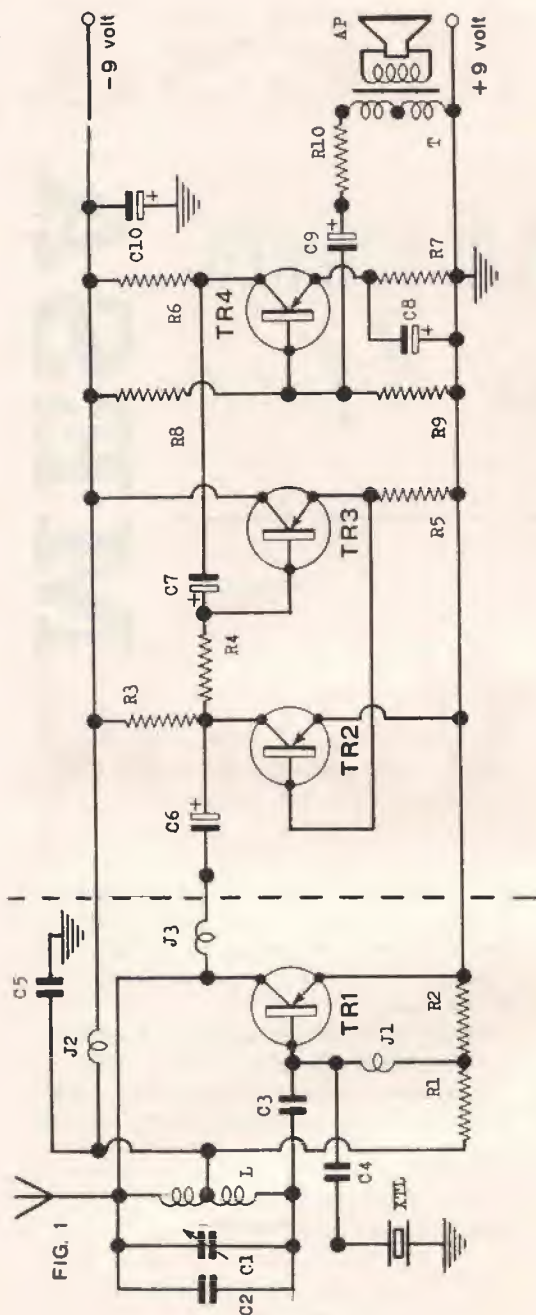 FIG. 1
C5
J2
-9 volt
C10
+
C2
C1
L
J3
C6
+
R3
R4
C7
+
R8
R6
C3
TR1
TR2
TR3
TR4
C9
+
R10
AP
C4
J1
XTAL
R1
R2
R5
R9
C8
+
R7
T
+9 volt